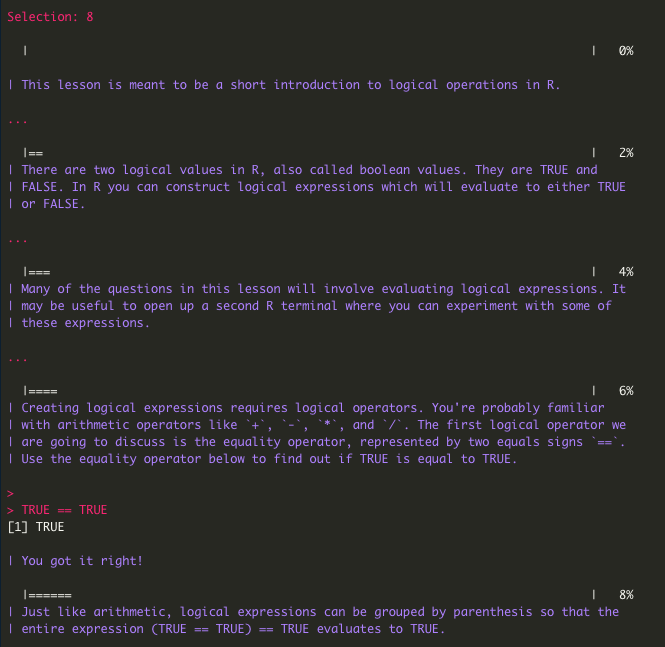 Selection: 8
| | 0%
| This lesson is meant to be a short introduction to logical operations in R.
...
|== | 2%
| There are two logical values in R, also called boolean values. They are TRUE and
| FALSE. In R you can construct logical expressions which will evaluate to either TRUE
| or FALSE.
...
|=== | 4%
| Many of the questions in this lesson will involve evaluating logical expressions. It
| may be useful to open up a second R terminal where you can experiment with some of
| these expressions.
...
|==== | 6%
| Creating logical expressions requires logical operators. You're probably familiar
| with arithmetic operators like `+`, `-`, `*`, and `/`. The first logical operator we
| are going to discuss is the equality operator, represented by two equals signs `==`.
| Use the equality operator below to find out if TRUE is equal to TRUE.
>
> TRUE == TRUE
[1] TRUE
| You got it right!
|====== | 8%
| Just like arithmetic, logical expressions can be grouped by parenthesis so that the
| entire expression (TRUE == TRUE) == TRUE evaluates to TRUE.